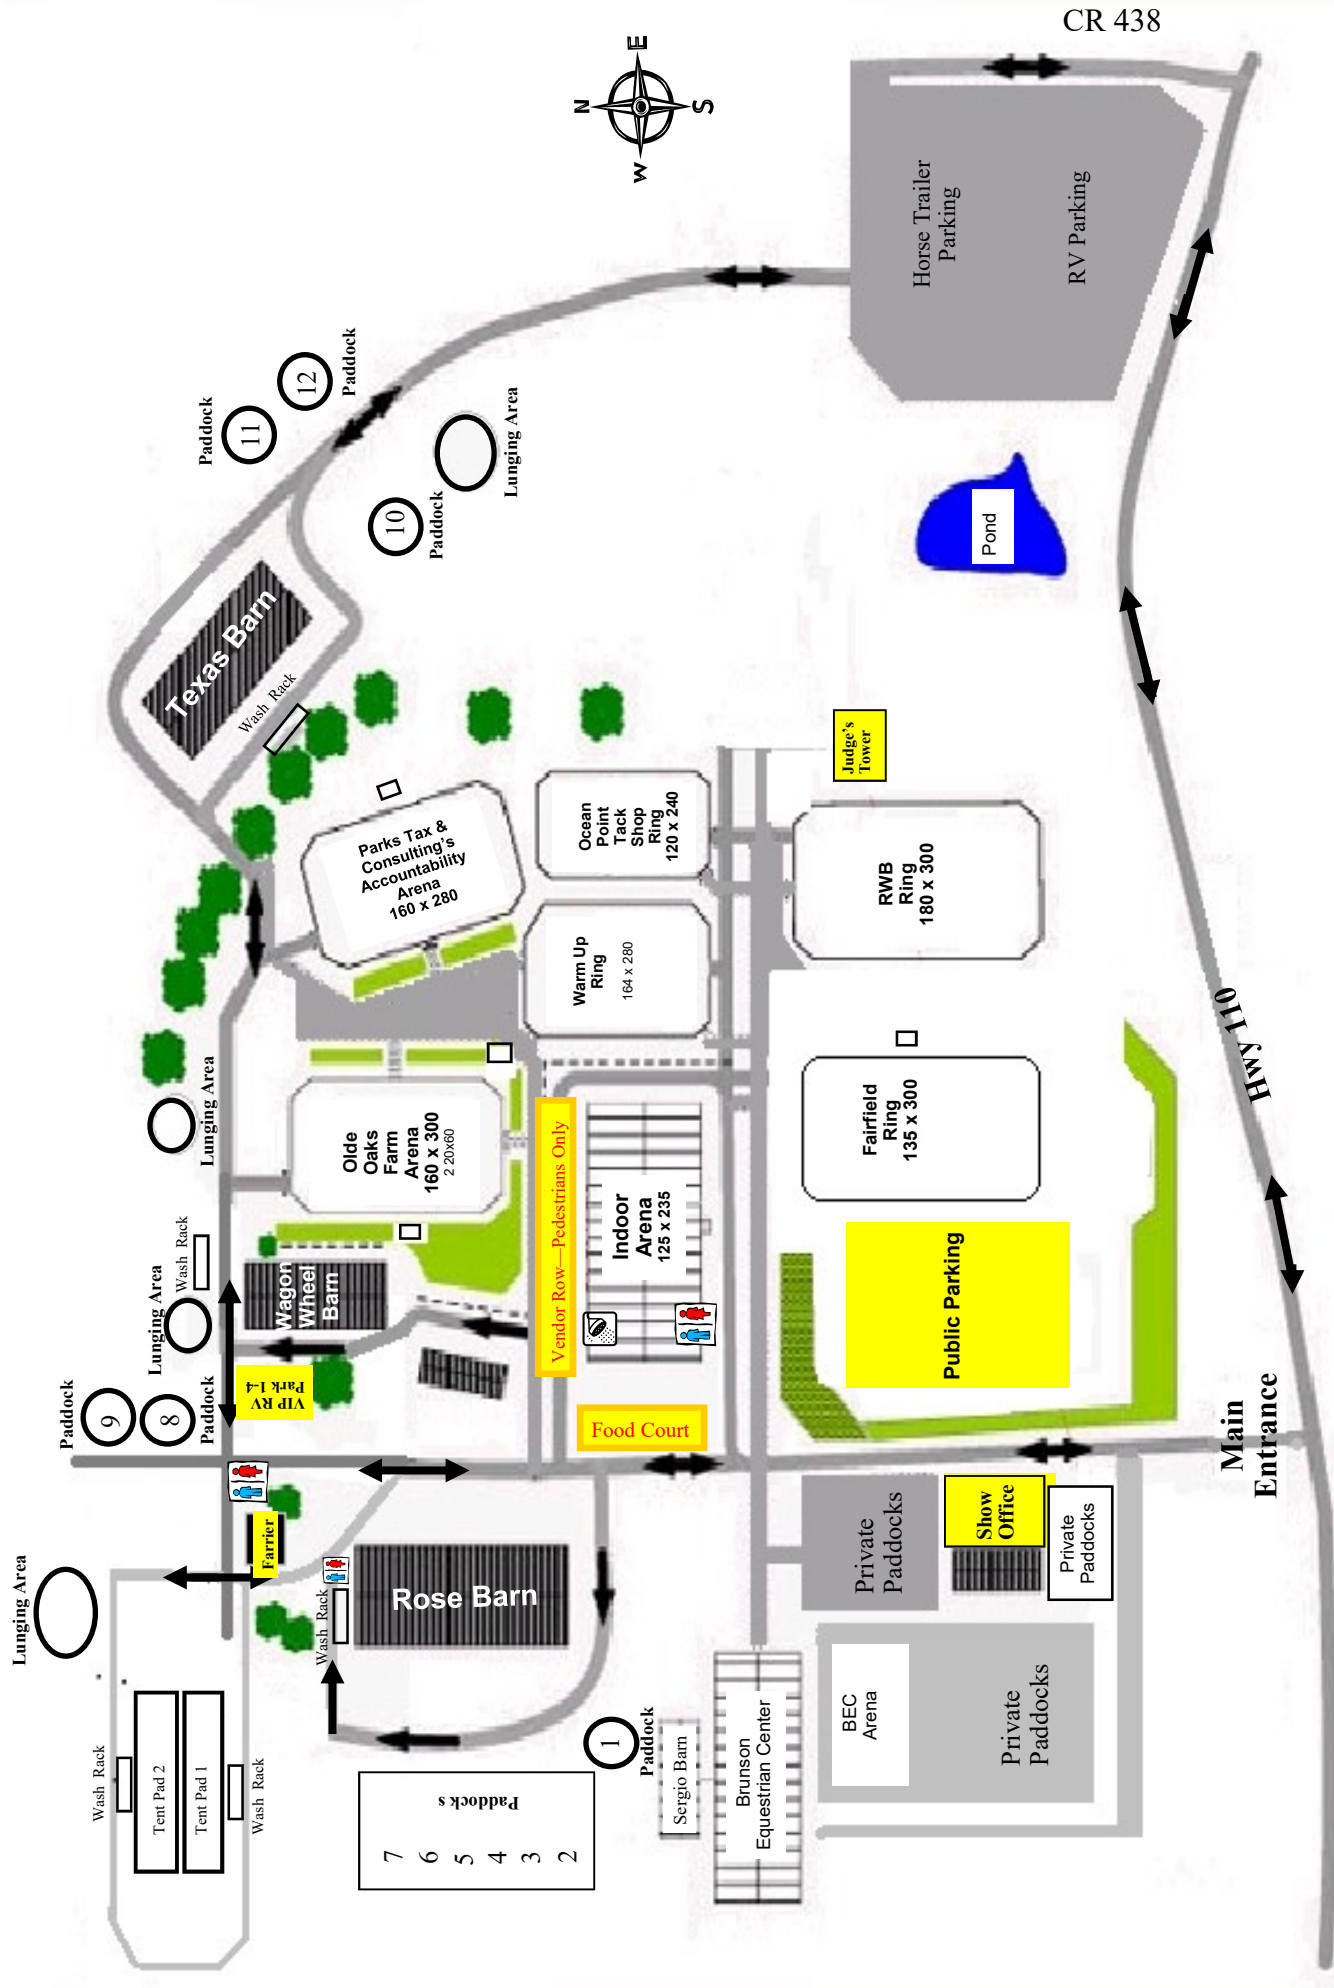 CR 438
E
N
S
W
Horse Trailer
Parking
RV Parking
Paddock
12
Paddock
11
Lunging Area
10
Paddock
Pond
Texas Barn
Wash Rack
Judge's
Tower
Parks Tax &
Consulting's
Accountability
Arena
160 x 280
Ocean
Point
Tack
Shop
Ring
120 x 240
RWB
Ring
180 x 300
Warm Up
Ring
164 x 280
Hwy 110
Lunging Area
Olde
Oaks
Farm
Arena
160 x 300
2 20x60
Vendor Row—Pedestrians Only
Fairfield
Ring
135 x 300
Indoor
Arena
125 x 235
Wash Rack
Wagon
Wheel
Barn
Lunging Area
Public Parking
VIP RV
Park 1-4
Paddock
9
8
Paddock
Food Court
Main
Entrance
Farrier
Private
Paddocks
Show
Office
Private
Paddocks
Lunging Area
Wash Rack
Rose Barn
Wash Rack
Tent Pad 2
Tent Pad 1
Wash Rack
Paddock s
7
6
5
4
3
2
1
Paddock
Sergio Barn
Brunson
Equestrian Center
BEC
Arena
Private
Paddocks